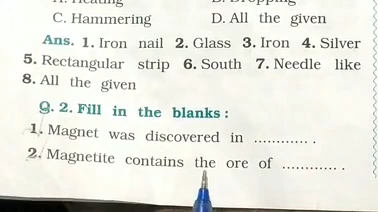 C. Hammering D. All the given
Ans. 1. Iron nail 2. Glass 3. Iron 4. Silver
5. Rectangular strip 6. South 7. Needle like
8. All the given
Q. 2. Fill in the blanks :
1. Magnet was discovered in ............ .
2. Magnetite contains the ore of ............ .